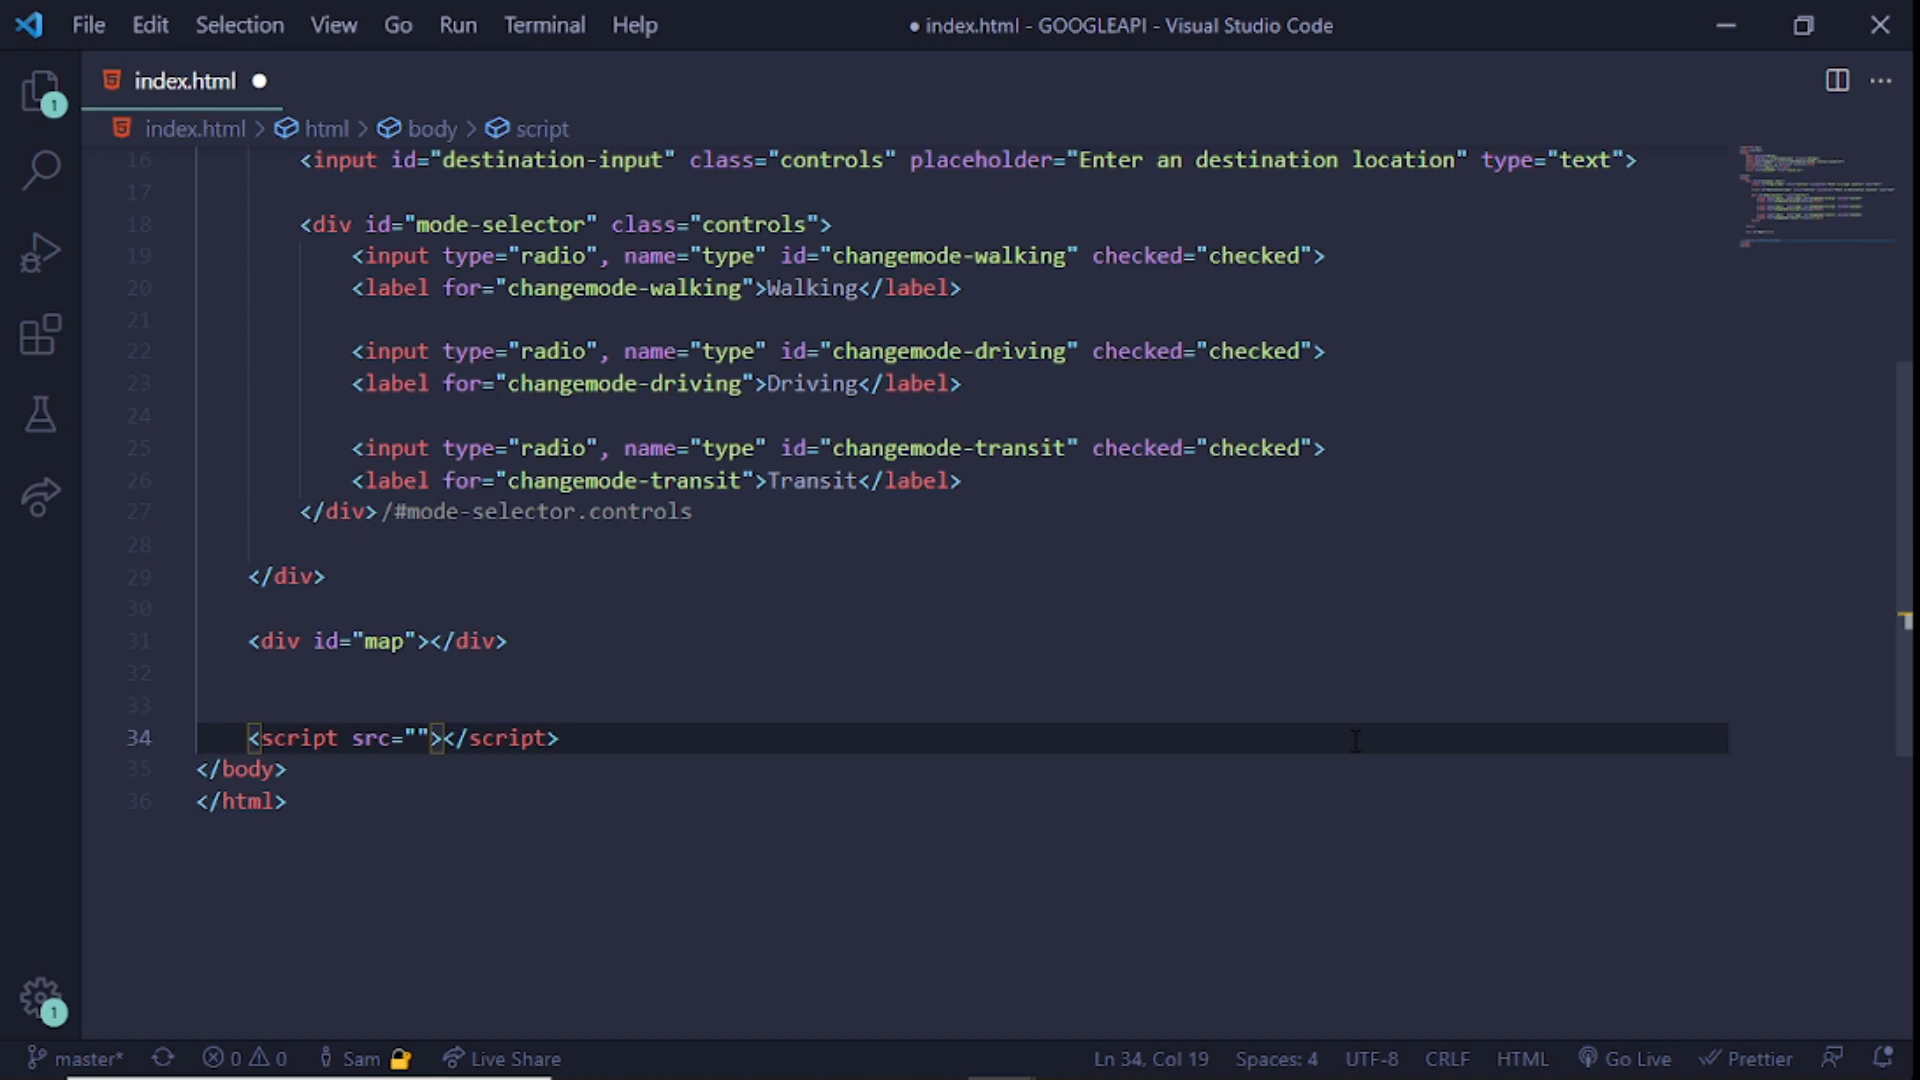 File Edit Selection View Go Run Terminal Help
● index.html - GOOGLEAPI - Visual Studio Code
index.html ●
index.html > html > body > script
1
16 <input id="destination-input" class="controls" placeholder="Enter an destination location" type="text">
17
18 <div id="mode-selector" class="controls">
19 <input type="radio", name="type" id="changemode-walking" checked="checked">
20 <label for="changemode-walking">Walking</label>
21
22 <input type="radio", name="type" id="changemode-driving" checked="checked">
23 <label for="changemode-driving">Driving</label>
24
25 <input type="radio", name="type" id="changemode-transit" checked="checked">
26 <label for="changemode-transit">Transit</label>
27 </div>/#mode-selector.controls
28
29 </div>
30
31 <div id="map"></div>
32
33
34 <script src=""></script>
35 </body>
36 </html>
1
master* 0 0 Sam Live Share Ln 34, Col 19 Spaces: 4 UTF-8 CRLF HTML Go Live Prettier